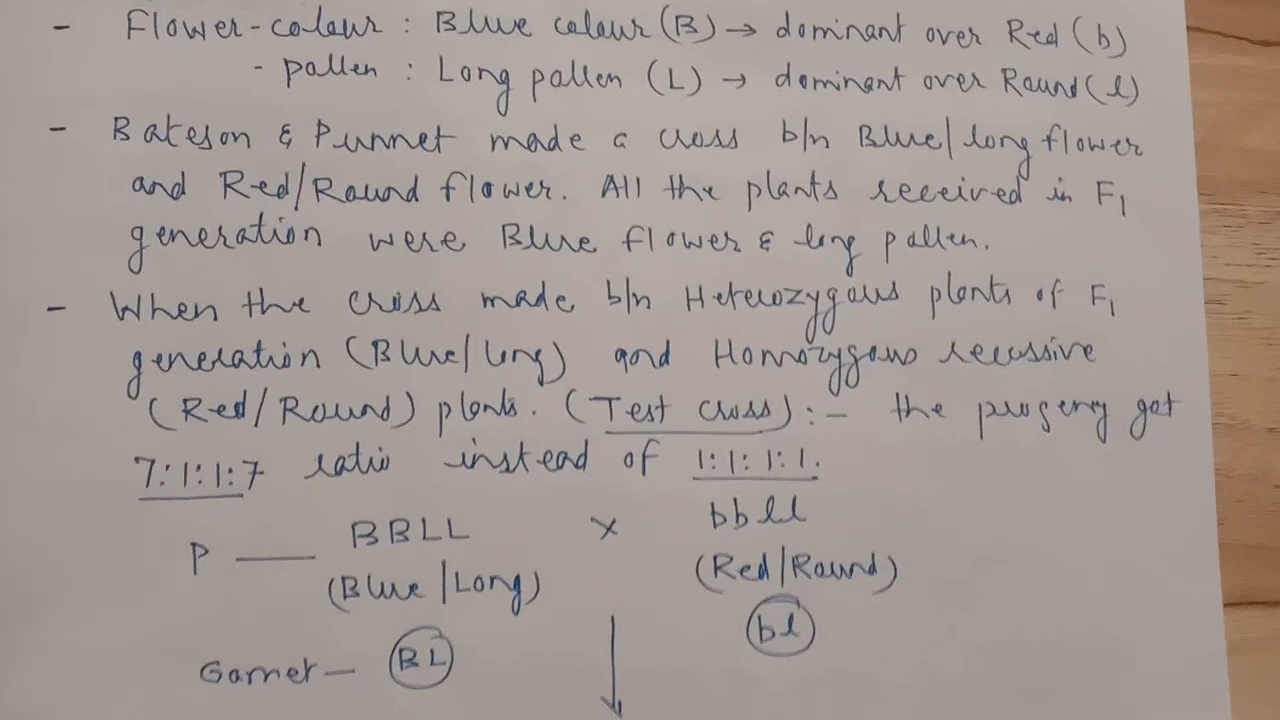 - Flower-colour : Blue colour (B) → dominant over Red (b)
- pallen : Long pallen (L) → dominant over Round (l)
- Bateson & Punnet made a cross b/n Blue/long flower
and Red/Round flower. All the plants received in F1
generation were Blue flower & long pallen.
- When the cross made b/n Heterozygous plants of F1
generation (Blue/long) and Homozygous recessive
(Red/Round) plants. (Test cross) :- the progeny got
7:1:1:7 ratio instead of 1:1:1:1.
P — BBLL × bbll
(Blue/Long) (Red/Round)
Gamet — BL bl